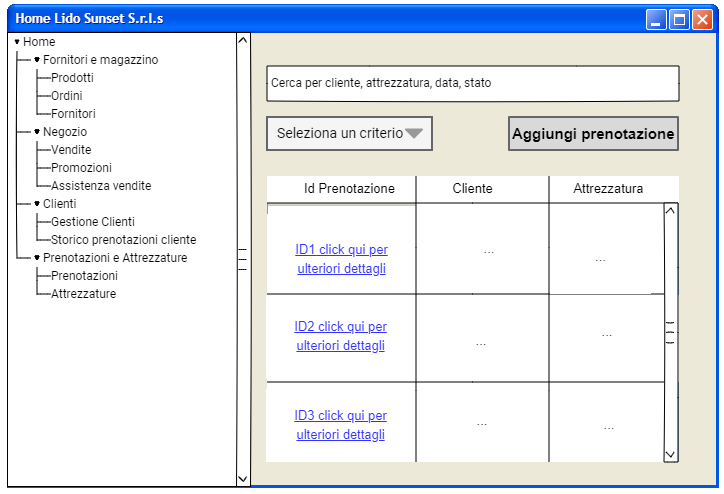 Home Lido Sunset S.r.l.s
Home
Fornitori e magazzino
Prodotti
Ordini
Fornitori
Negozio
Vendite
Promozioni
Assistenza vendite
Clienti
Gestione Clienti
Storico prenotazioni cliente
Prenotazioni e Attrezzature
Prenotazioni
Attrezzature
Cerca per cliente, attrezzatura, data, stato
Seleziona un criterio
Aggiungi prenotazione
Id Prenotazione Cliente Attrezzatura
ID1 click qui per
ulteriori dettagli
... ...
ID2 click qui per
ulteriori dettagli
... ...
ID3 click qui per
ulteriori dettagli
... ...